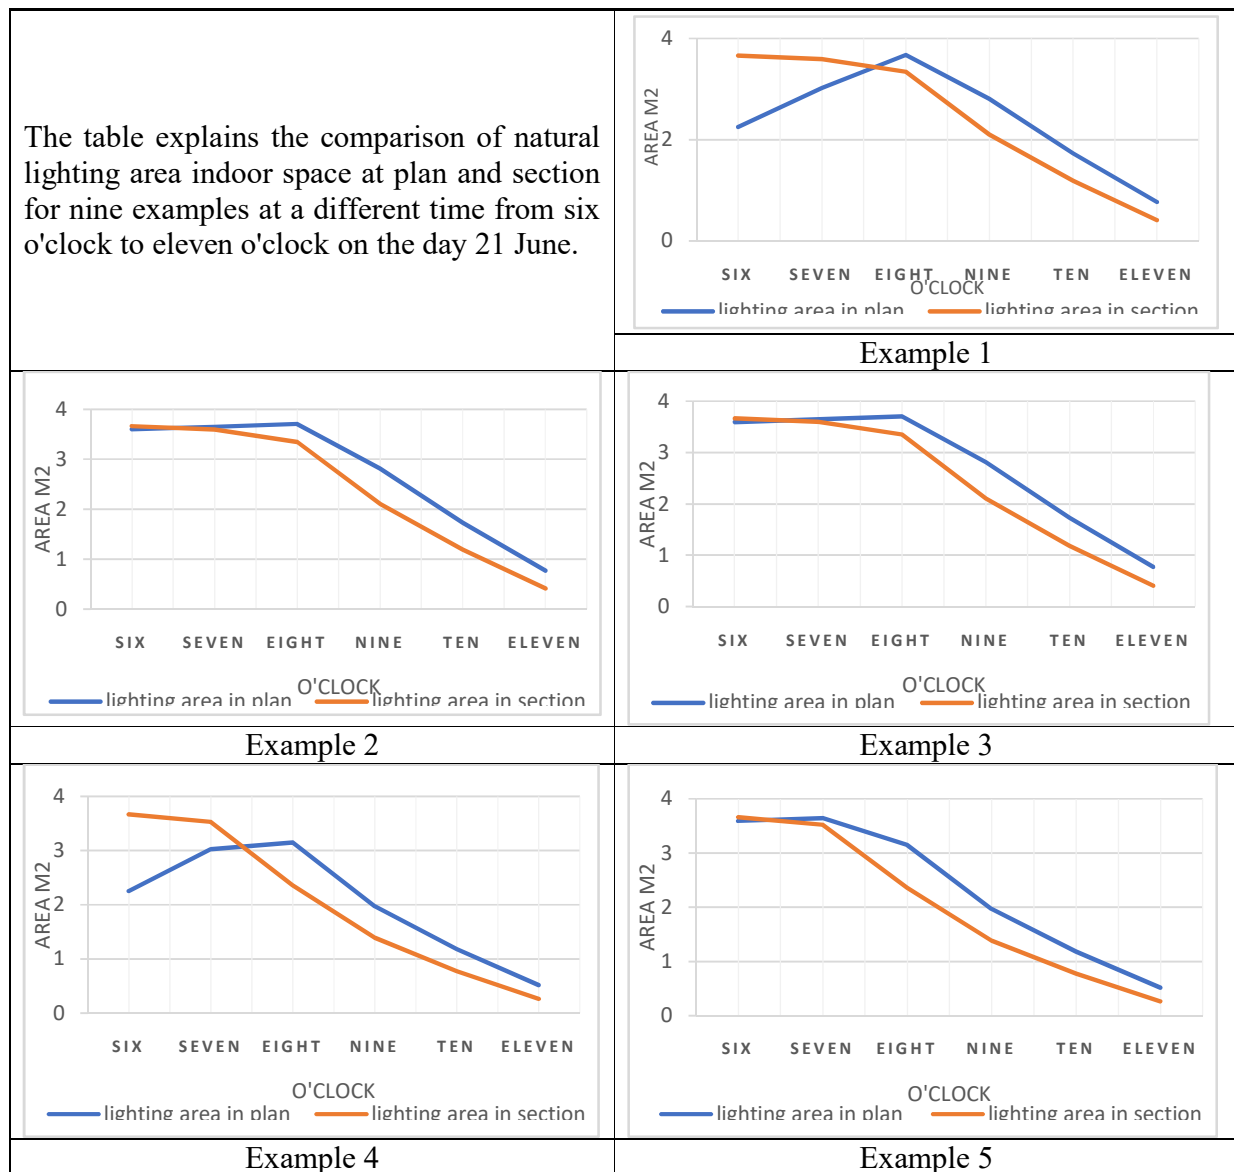 The table explains the comparison of natural
lighting area indoor space at plan and section
for nine examples at a different time from six
o'clock to eleven o'clock on the day 21 June.
4
2
0
AREA M2
SIX SEVEN EIGHT NINE TEN ELEVEN
O'CLOCK
lighting area in plan lighting area in section
Example 1
4
3
2
1
0
AREA M2
SIX SEVEN EIGHT NINE TEN ELEVEN
O'CLOCK
lighting area in plan lighting area in section
Example 2
4
3
2
1
0
AREA M2
SIX SEVEN EIGHT NINE TEN ELEVEN
O'CLOCK
lighting area in plan lighting area in section
Example 3
4
3
2
1
0
AREA M2
SIX SEVEN EIGHT NINE TEN ELEVEN
O'CLOCK
lighting area in plan lighting area in section
Example 4
4
3
2
1
0
AREA M2
SIX SEVEN EIGHT NINE TEN ELEVEN
O'CLOCK
lighting area in plan lighting area in section
Example 5